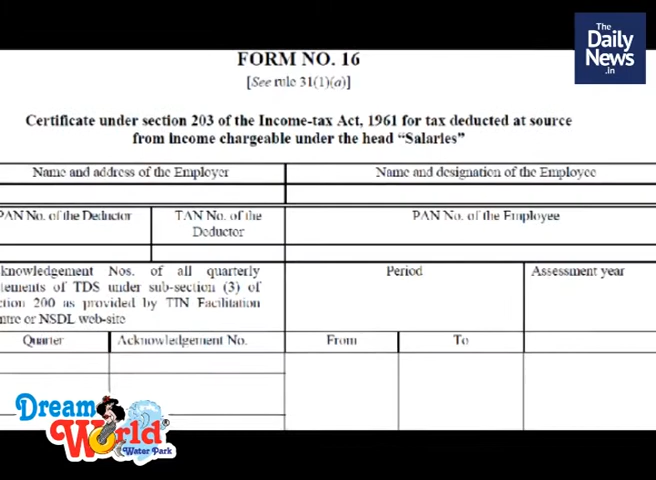 The
Daily
News
.in
FORM NO. 16
[See rule 31(1)(a)]
Certificate under section 203 of the Income-tax Act, 1961 for tax deducted at source
from income chargeable under the head “Salaries”
Name and address of the Employer
Name and designation of the Employee
PAN No. of the Deductor
TAN No. of the
Deductor
PAN No. of the Employee
knowledgement Nos. of all quarterly
tements of TDS under sub-section (3) of
ction 200 as provided by TIN Facilitation
ntre or NSDL web-site
Period
Assessment year
Quarter
Acknowledgement No.
From
To
Dream
World®
Water Park